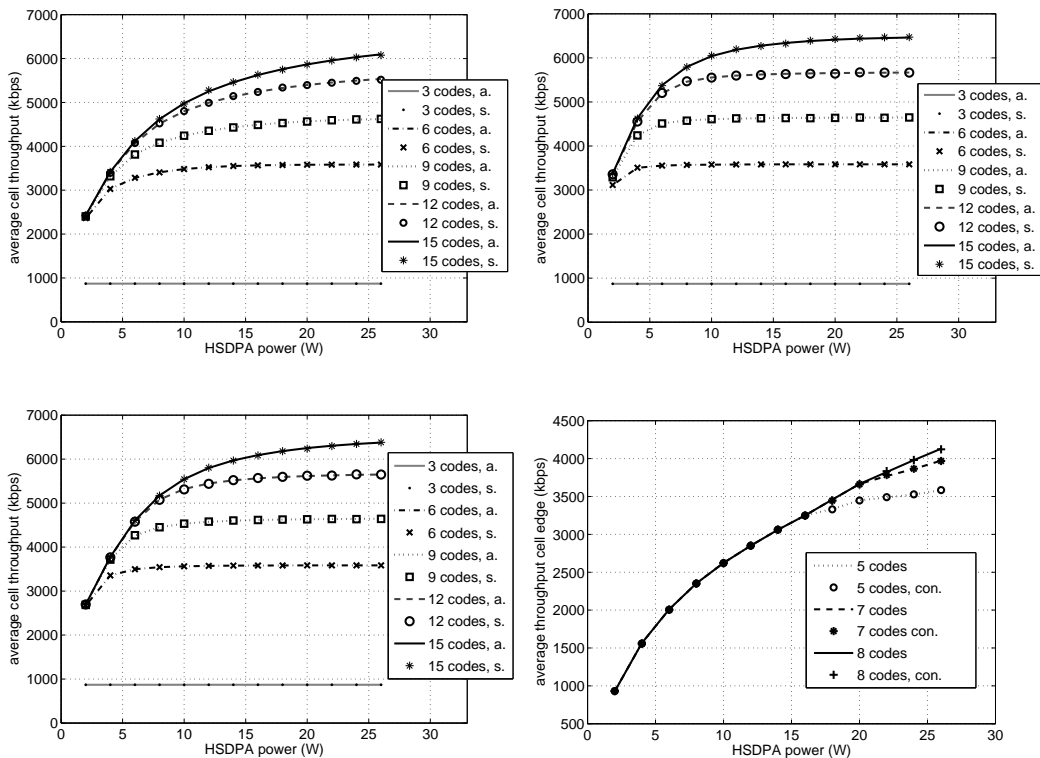 7000
6000
5000
4000
3000
2000
1000
0
average cell throughput (kbps)
0 5 10 15 20 25 30
HSDPA power (W)
3 codes, a.
3 codes, s.
6 codes, a.
6 codes, s.
9 codes, a.
9 codes, s.
12 codes, a.
12 codes, s.
15 codes, a.
15 codes, s.
7000
6000
5000
4000
3000
2000
1000
0
average cell throughput (kbps)
0 5 10 15 20 25 30
HSDPA power (W)
3 codes, a.
3 codes, s.
6 codes, a.
6 codes, s.
9 codes, a.
9 codes, s.
12 codes, a.
12 codes, s.
15 codes, a.
15 codes, s.
7000
6000
5000
4000
3000
2000
1000
0
average cell throughput (kbps)
0 5 10 15 20 25 30
HSDPA power (W)
3 codes, a.
3 codes, s.
6 codes, a.
6 codes, s.
9 codes, a.
9 codes, s.
12 codes, a.
12 codes, s.
15 codes, a.
15 codes, s.
4500
4000
3500
3000
2500
2000
1500
1000
500
average throughput cell edge (kbps)
0 5 10 15 20 25 30
HSDPA power (W)
5 codes
5 codes, con.
7 codes
7 codes con.
8 codes
8 codes, con.